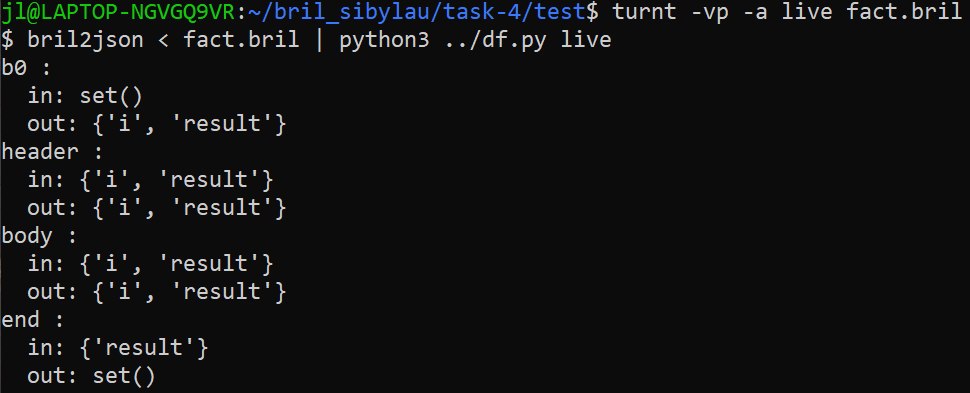 jl@LAPTOP-NGVGQ9VR:~/bril_sibylau/task-4/test$ turnt -vp -a live fact.bril
$ bril2json < fact.bril | python3 ../df.py live
b0 :
  in: set()
  out: {'i', 'result'}
header :
  in: {'i', 'result'}
  out: {'i', 'result'}
body :
  in: {'i', 'result'}
  out: {'i', 'result'}
end :
  in: {'result'}
  out: set()